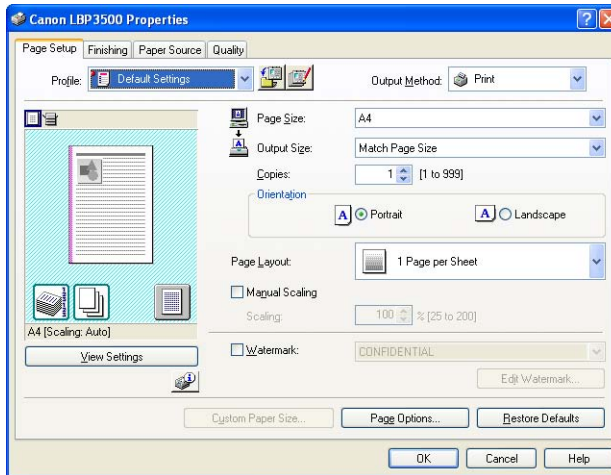 Canon LBP3500 Properties
Page Setup Finishing Paper Source Quality
Profile: Default Settings Output Method: Print
Page Size: A4
Output Size: Match Page Size
Copies: 1 [1 to 999]
Orientation
A Portrait A Landscape
Page Layout: 1 Page per Sheet
Manual Scaling
Scaling: 100 % [25 to 200]
A4 [Scaling: Auto]
View Settings
Watermark: CONFIDENTIAL
Edit Watermark...
Custom Paper Size... Page Options... Restore Defaults
OK Cancel Help